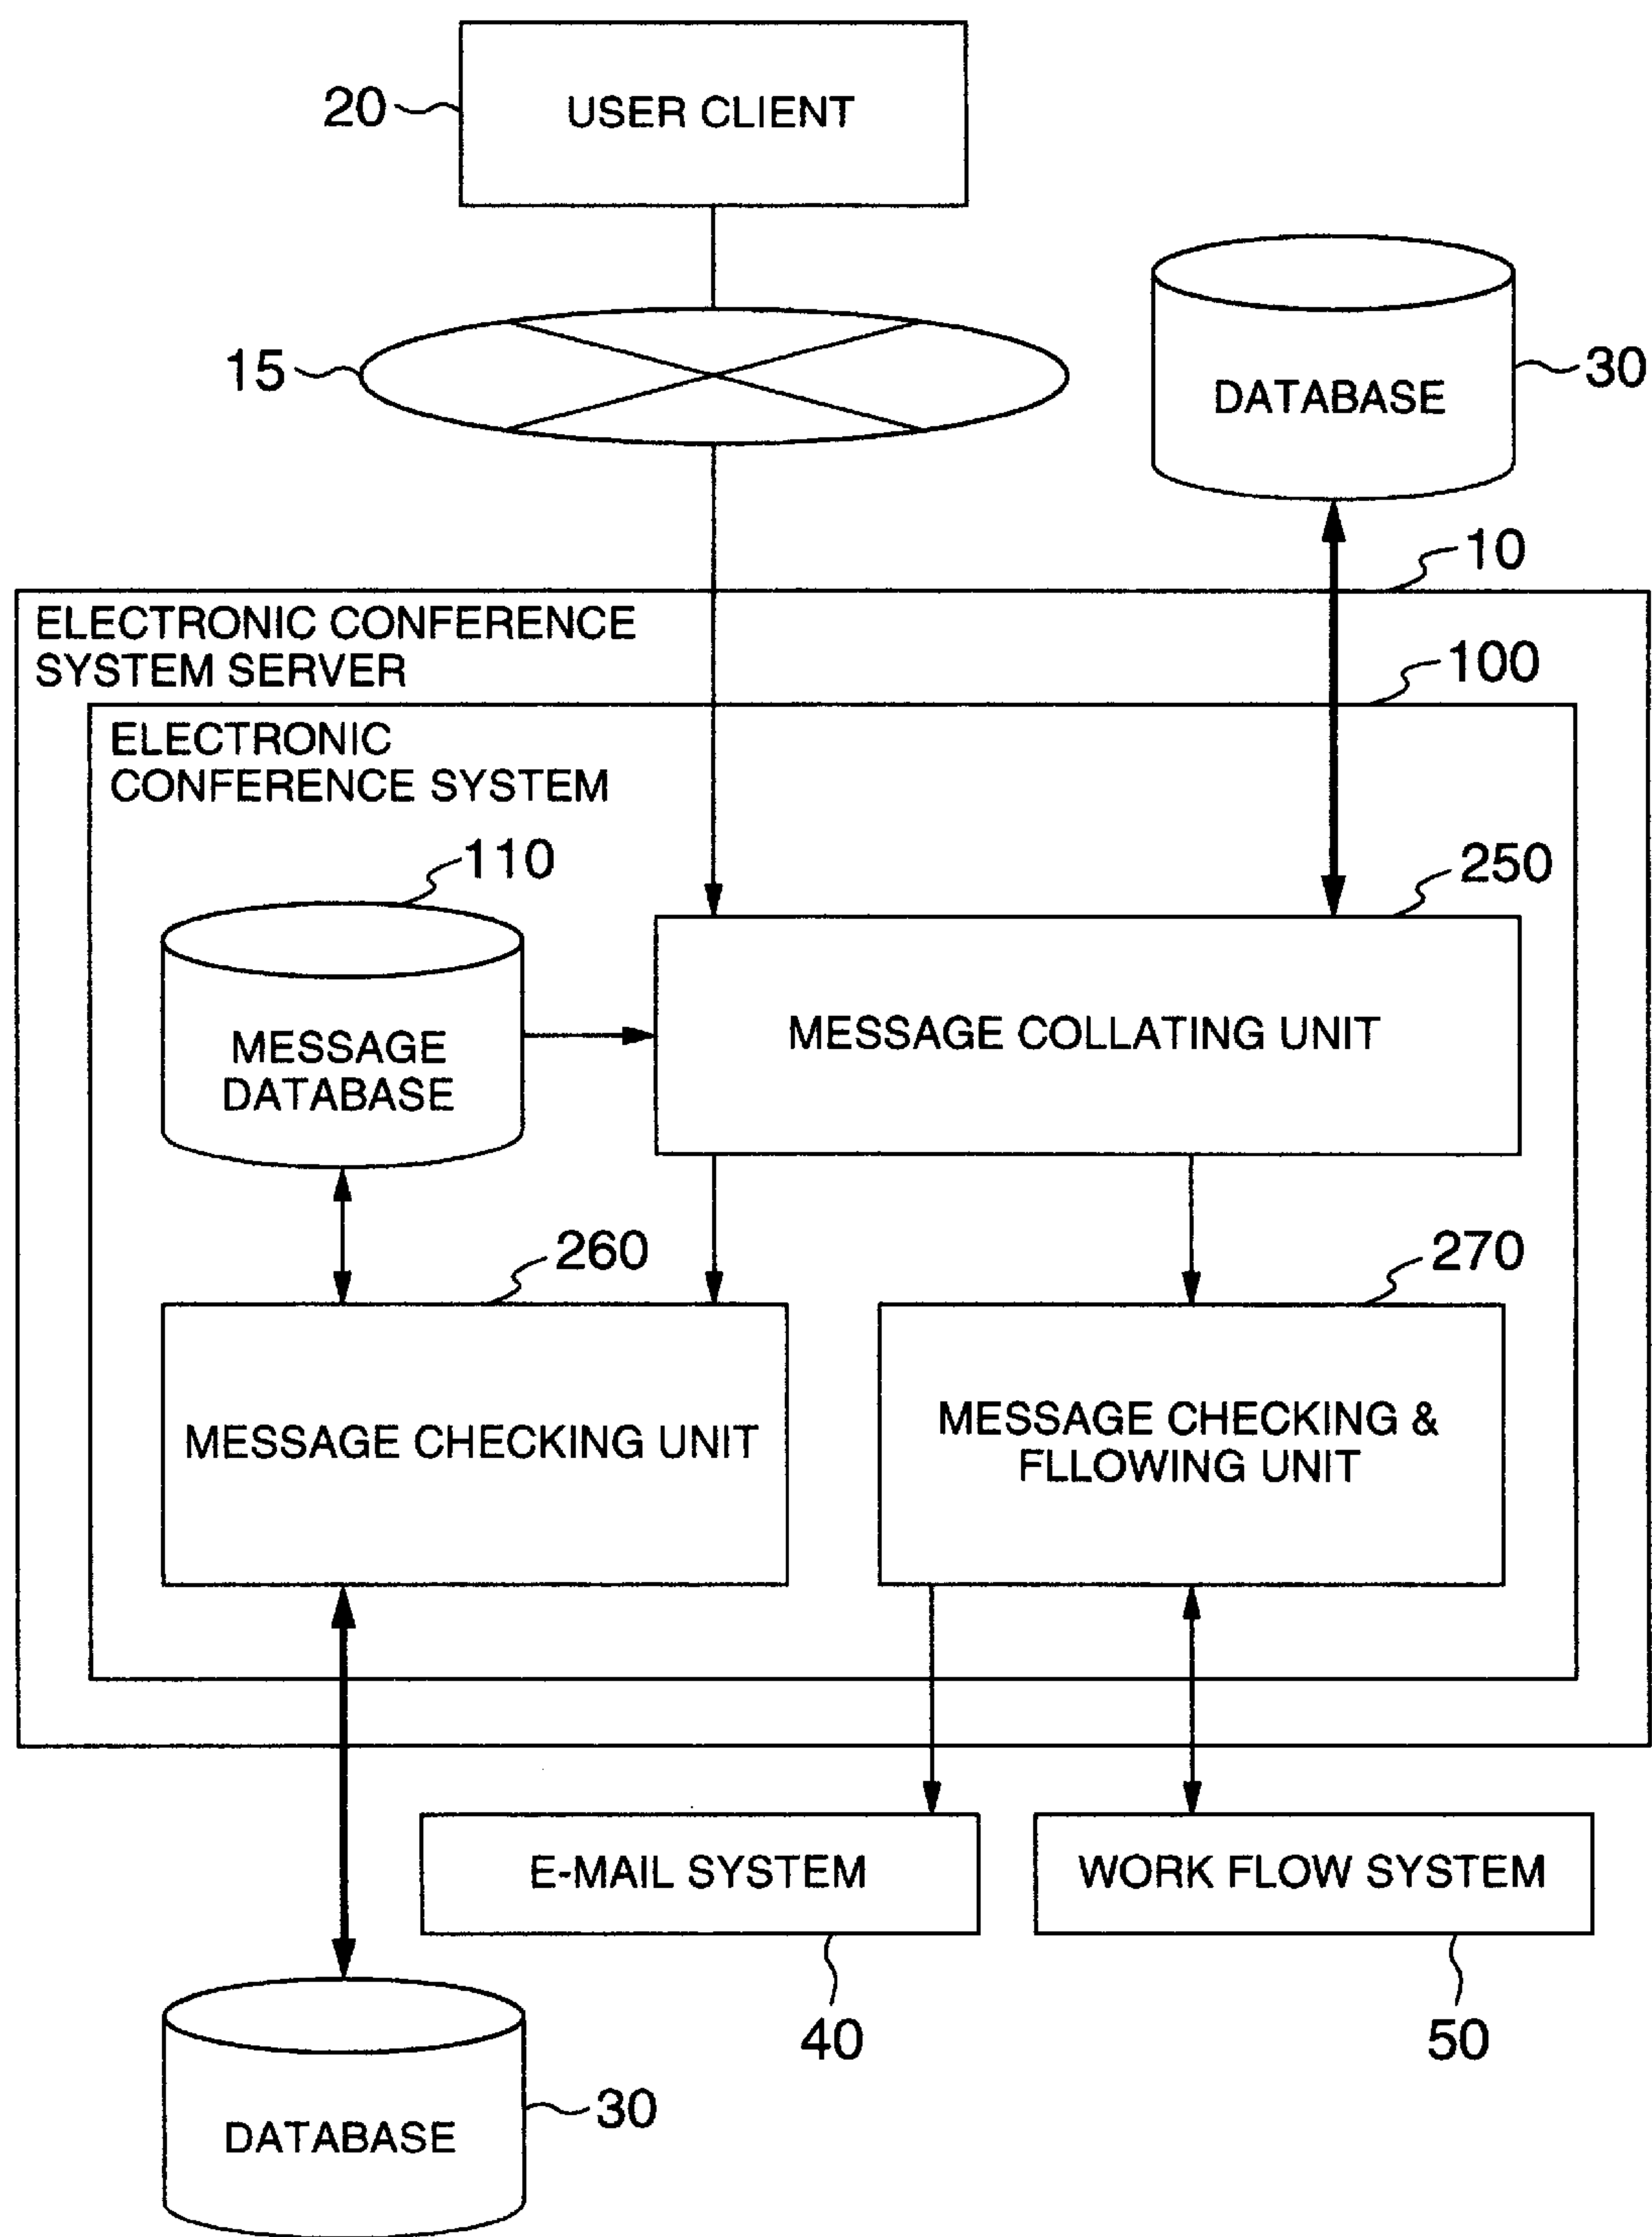 20
USER CLIENT
15
DATABASE
30
10
ELECTRONIC CONFERENCE
SYSTEM SERVER
100
ELECTRONIC
CONFERENCE SYSTEM
110
250
MESSAGE
DATABASE
MESSAGE COLLATING UNIT
260
270
MESSAGE CHECKING UNIT
MESSAGE CHECKING &
FLLOWING UNIT
E-MAIL SYSTEM
WORK FLOW SYSTEM
40
50
30
DATABASE